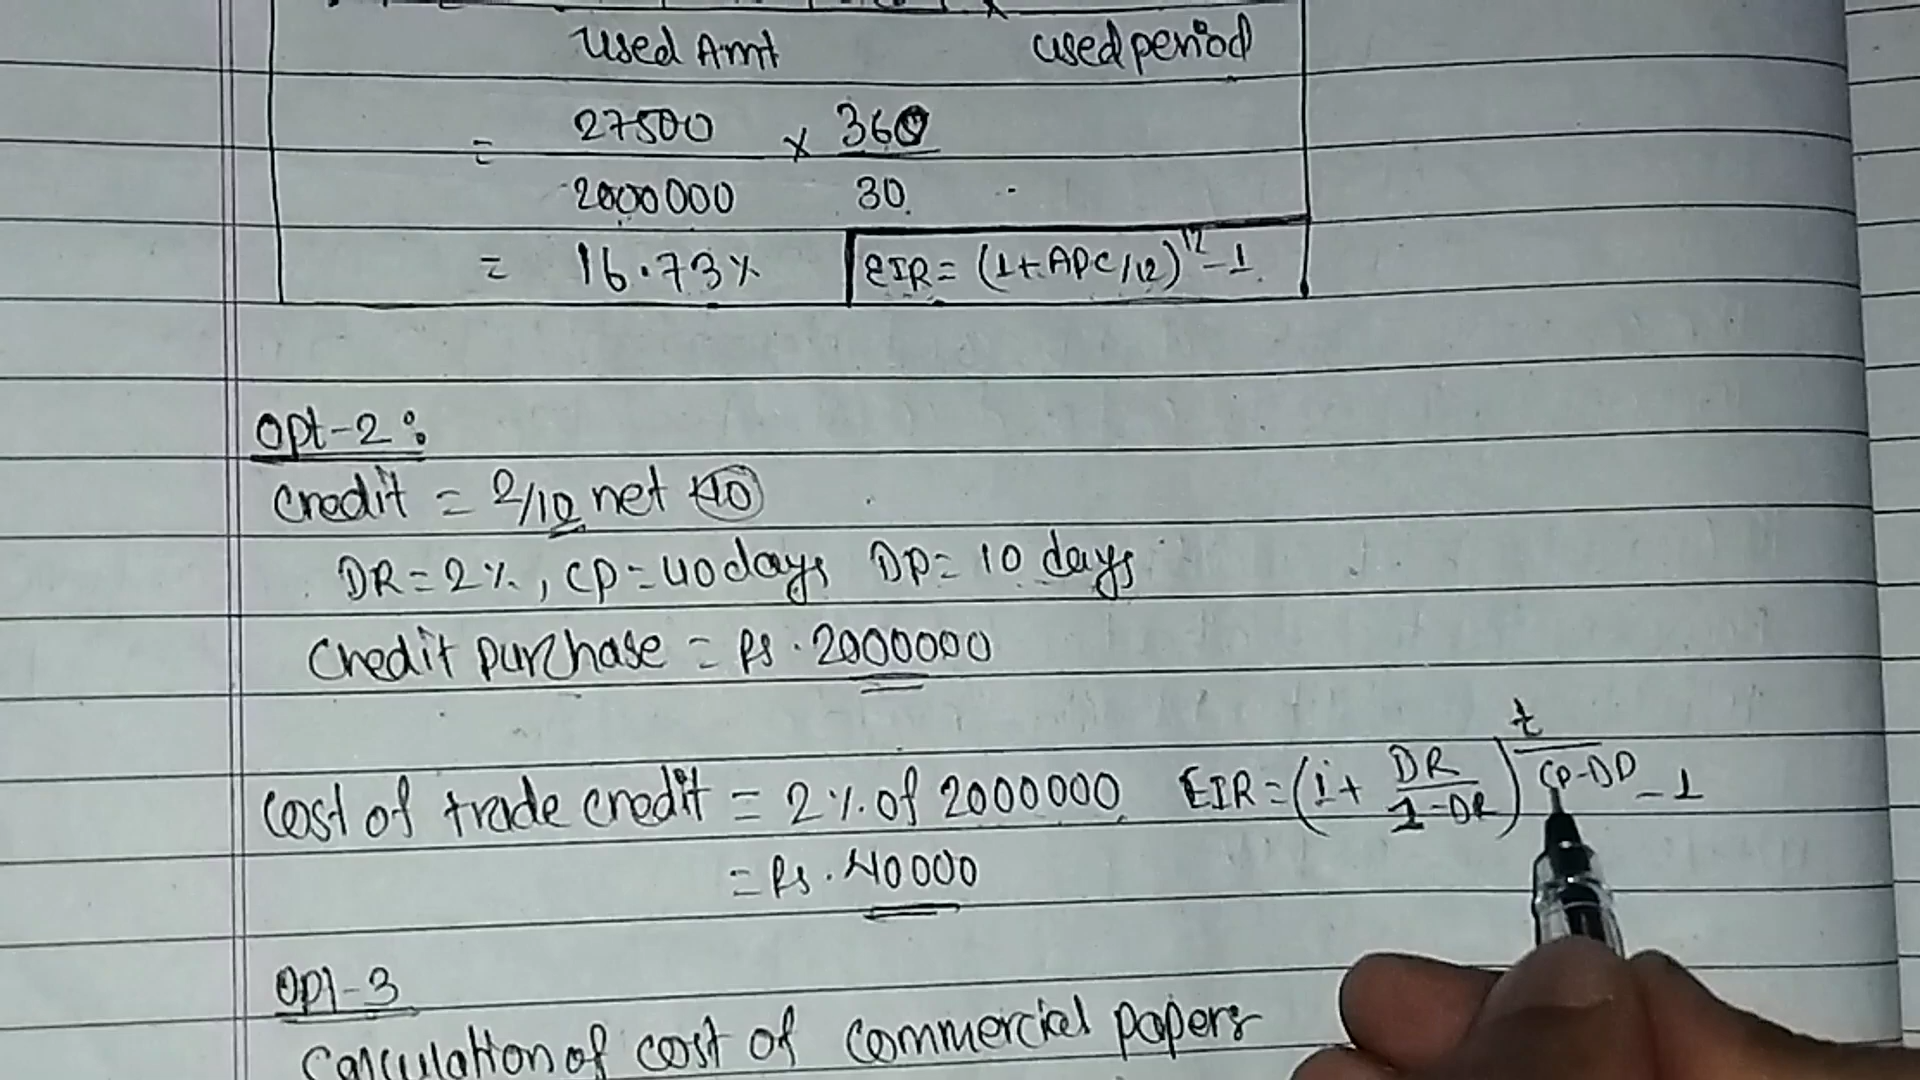 Used Amt used period
= 27500 × 360
2000000 30
= 16.73% EIR = (1+APC/12)^12 - 1
Opt-2:
Credit = 2/10 net 40
DR = 2%, CP = 40 days DP = 10 days
Credit purchase = Rs. 2000000
t
Cost of trade credit = 2% of 2000000 EIR = (1 + DR/1-DR) CP-DP - 1
= Rs. 40000
Opt-3
Calculation of cost of commercial papers